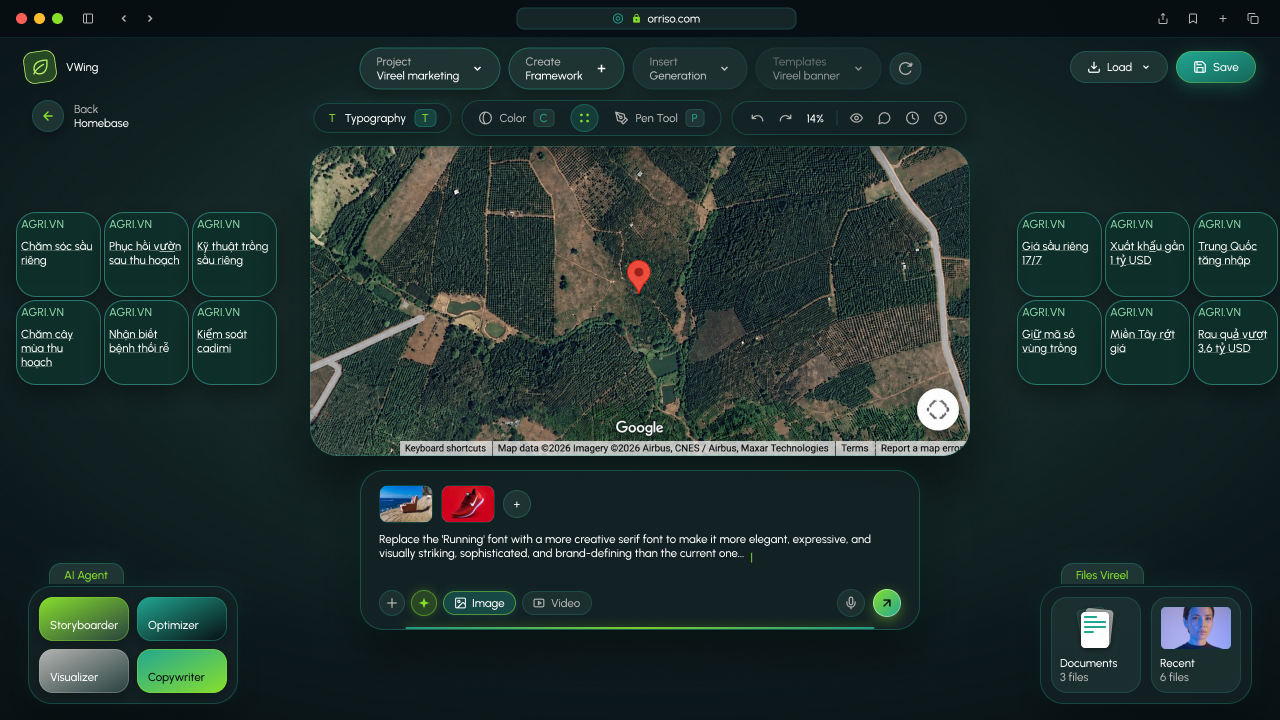 orriso.com
VWing
Project
Vireel marketing
Create
Framework
Insert
Generation
Templates
Vireel banner
Load
Save
Back
Homebase
T Typography T
Color C
Pen Tool P
14%
AGRI.VN
Chăm sóc sầu
riêng
AGRI.VN
Phục hồi vườn
sau thu hoạch
AGRI.VN
Kỹ thuật trồng
sầu riêng
AGRI.VN
Chăm cây
mùa thu
hoạch
AGRI.VN
Nhận biết
bệnh thối rễ
AGRI.VN
Kiểm soát
cadimi
Google
Keyboard shortcuts
Map data ©2026 Imagery ©2026 Airbus, CNES / Airbus, Maxar Technologies
Terms
Report a map error
AGRI.VN
Giá sầu riêng
17/7
AGRI.VN
Xuất khẩu gần
1 tỷ USD
AGRI.VN
Trung Quốc
tăng nhập
AGRI.VN
Giữ mã số
vùng trồng
AGRI.VN
Miền Tây rớt
giá
AGRI.VN
Rau quả vượt
3,6 tỷ USD
Replace the 'Running' font with a more creative serif font to make it more elegant, expressive, and
visually striking, sophisticated, and brand-defining than the current one...
Image
Video
AI Agent
Storyboarder
Optimizer
Visualizer
Copywriter
Files Vireel
Documents
3 files
Recent
6 files